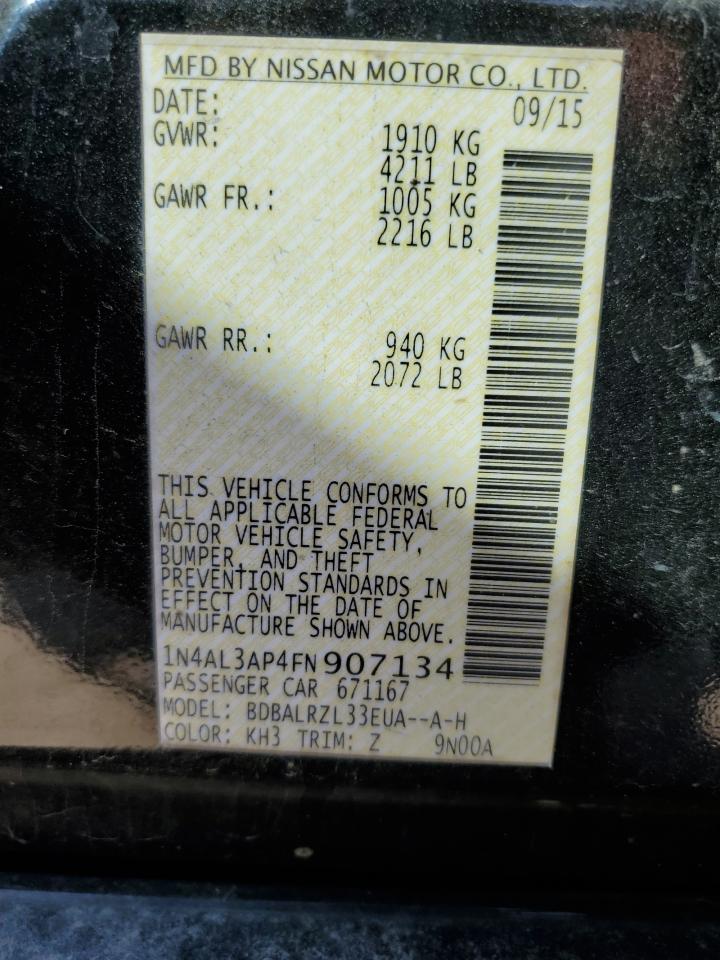 MFD BY NISSAN MOTOR CO., LTD.
DATE: 09/15
GVWR: 1910 KG
4211 LB
GAWR FR.: 1005 KG
2216 LB
GAWR RR.: 940 KG
2072 LB
THIS VEHICLE CONFORMS TO
ALL APPLICABLE FEDERAL
MOTOR VEHICLE SAFETY,
BUMPER, AND THEFT
PREVENTION STANDARDS IN
EFFECT ON THE DATE OF
MANUFACTURE SHOWN ABOVE.
1N4AL3AP4FN907134
PASSENGER CAR 671167
MODEL: BDBALRZL33EUA--A-H
COLOR: KH3 TRIM: Z 9N00A